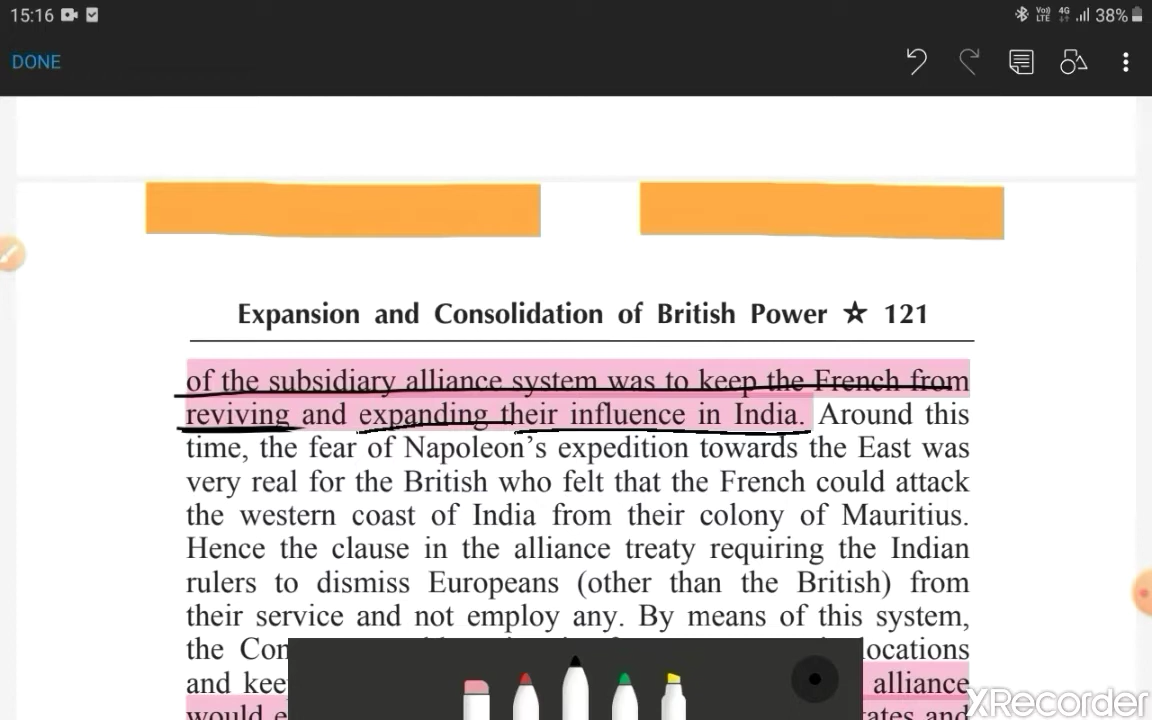 15:16
Vo)) LTE 4G 38%
DONE
Expansion and Consolidation of British Power ☆ 121
of the subsidiary alliance system was to keep the French from
reviving and expanding their influence in India. Around this
time, the fear of Napoleon's expedition towards the East was
very real for the British who felt that the French could attack
the western coast of India from their colony of Mauritius.
Hence the clause in the alliance treaty requiring the Indian
rulers to dismiss Europeans (other than the British) from
their service and not employ any. By means of this system,
the
and alliance
would
XRecorder